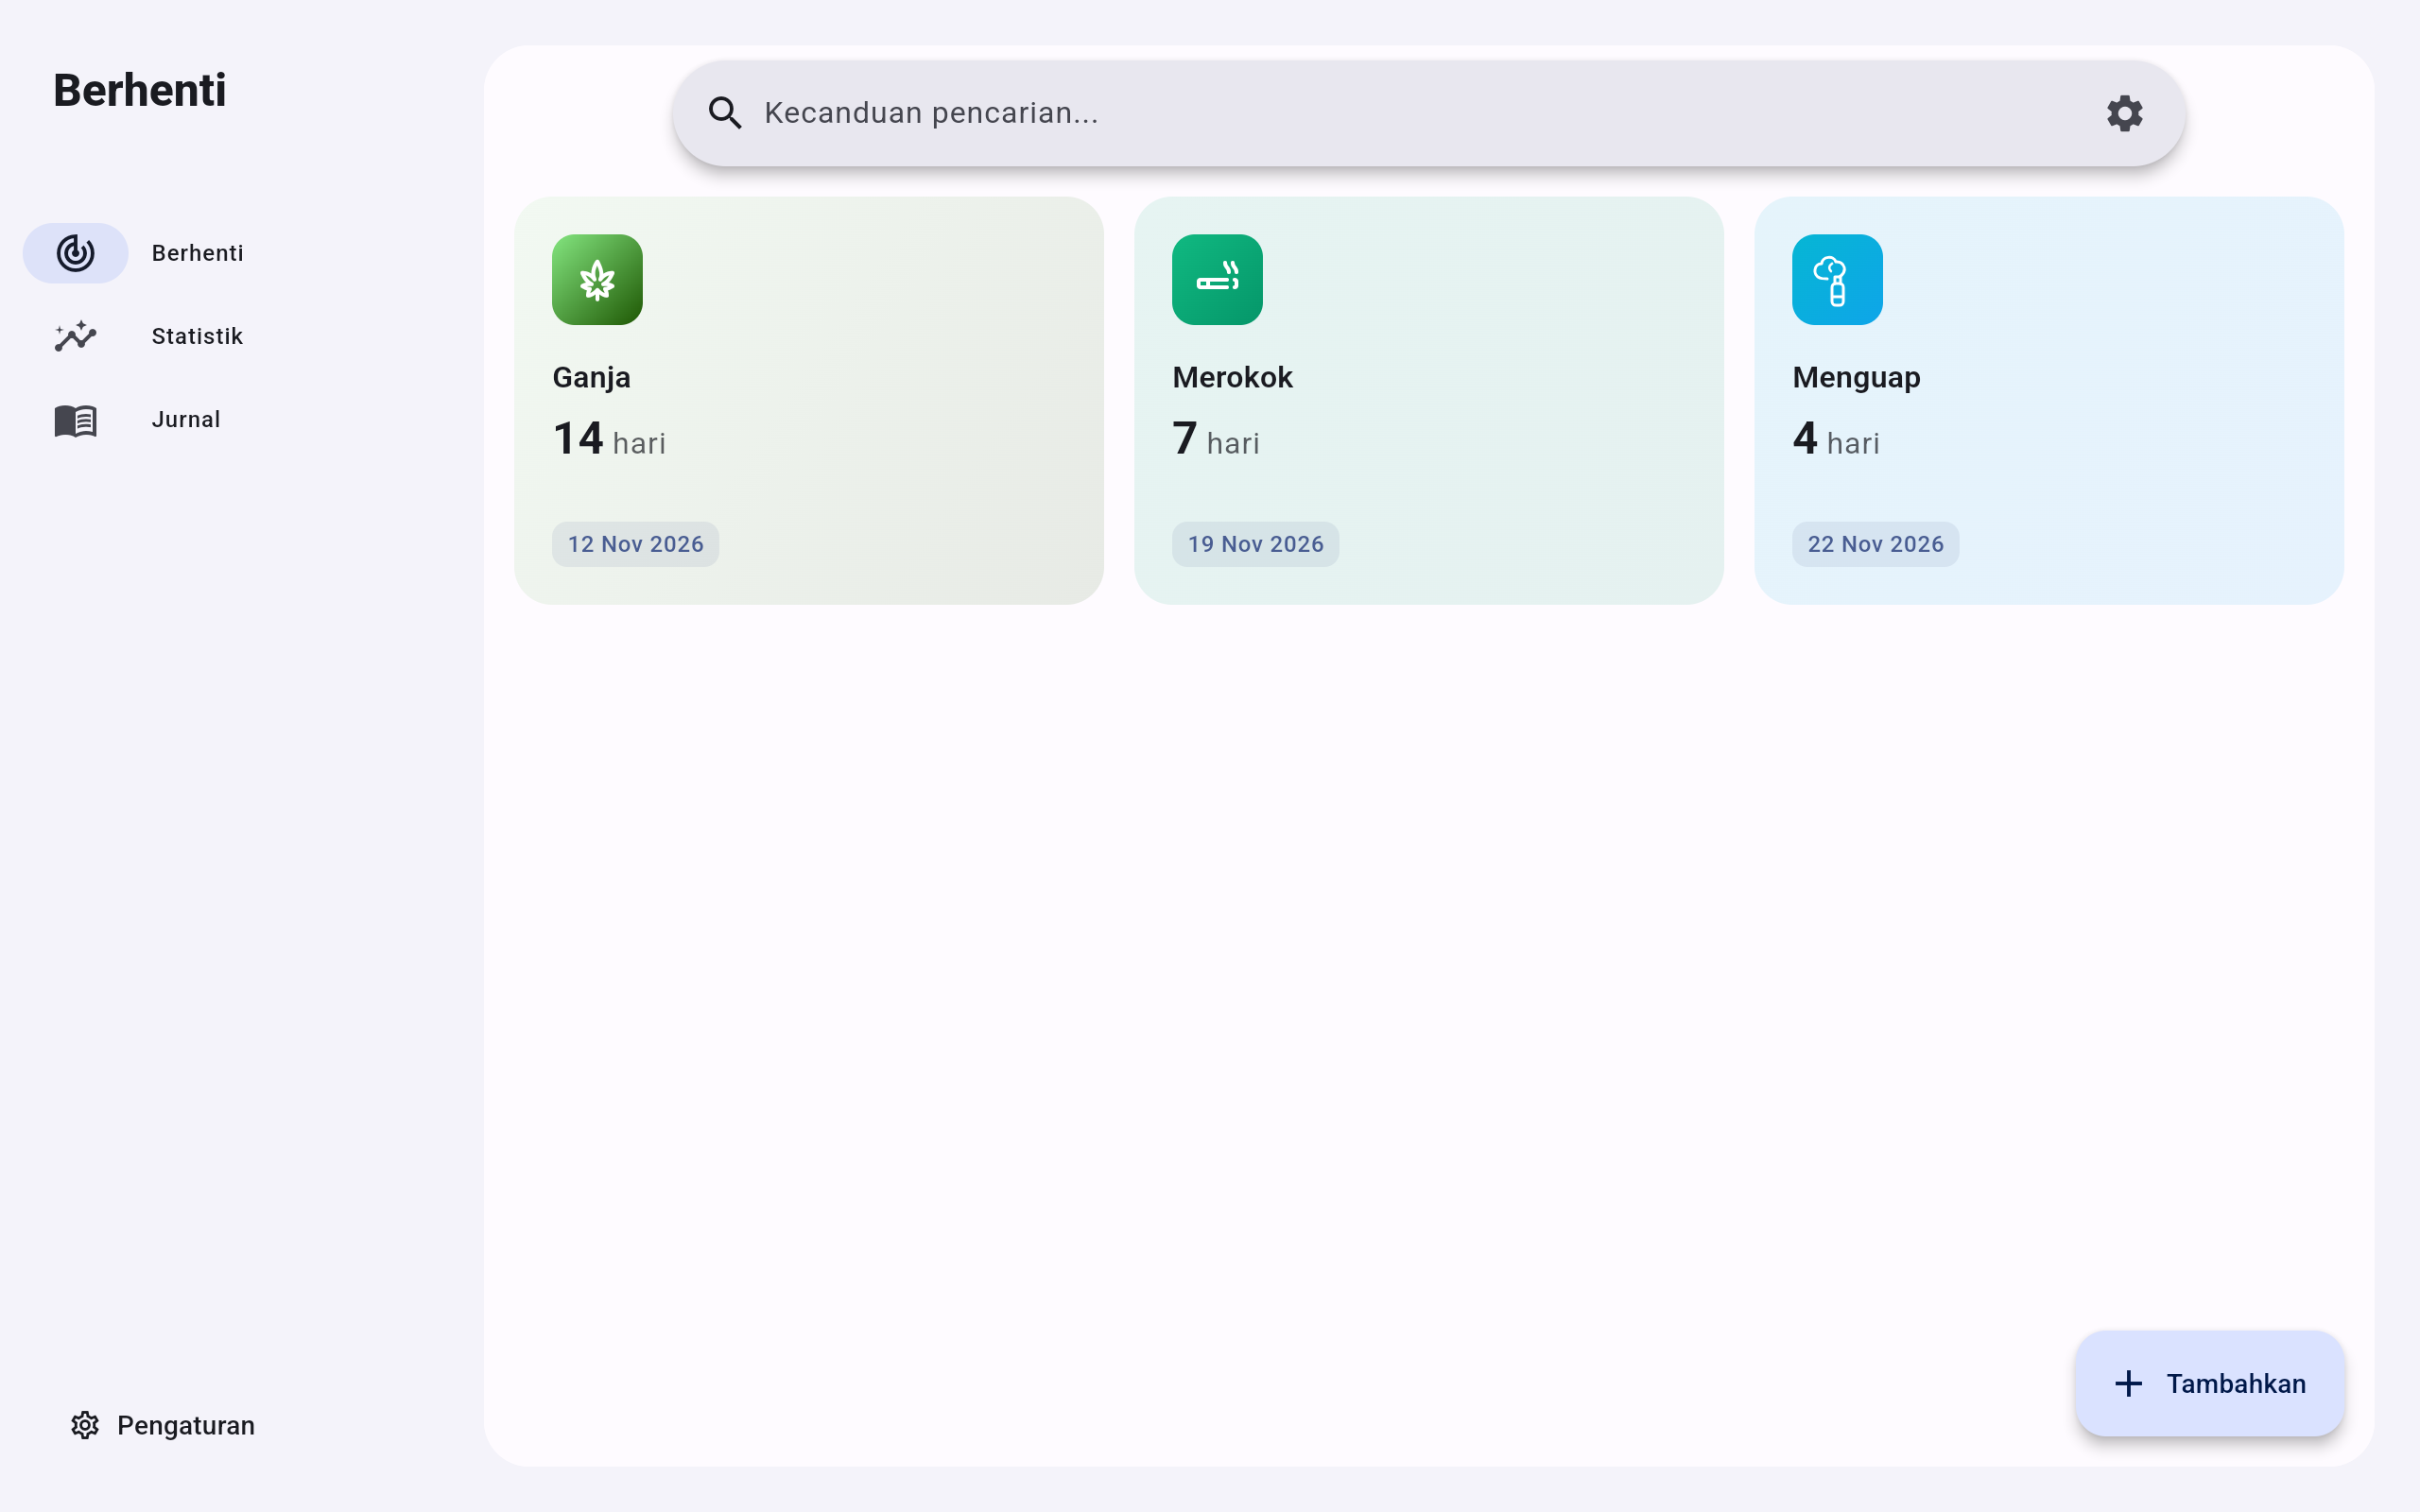 Berhenti
Berhenti
Statistik
Jurnal
Pengaturan
Kecanduan pencarian...
Ganja
14 hari
12 Nov 2026
Merokok
7 hari
19 Nov 2026
Menguap
4 hari
22 Nov 2026
Tambahkan